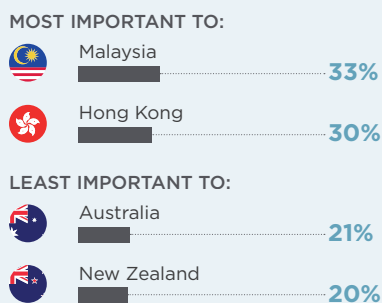 MOST IMPORTANT TO:
Malaysia
33%
Hong Kong
30%
LEAST IMPORTANT TO:
Australia
21%
New Zealand
20%